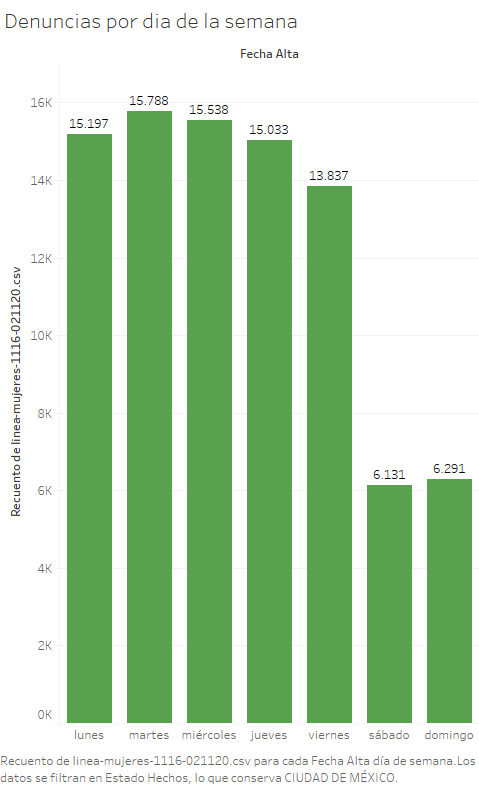 Denuncias por dia de la semana
Fecha Alta
Recuento de linea-mujeres-1116-021120.csv
16K
14K
12K
10K
8K
6K
4K
2K
0K
15.197
15.788
15.538
15.033
13.837
6.131
6.291
lunes
martes
miércoles
jueves
viernes
sábado
domingo
Recuento de linea-mujeres-1116-021120.csv para cada Fecha Alta día de semana.Los
datos se filtran en Estado Hechos, lo que conserva CIUDAD DE MÉXICO.